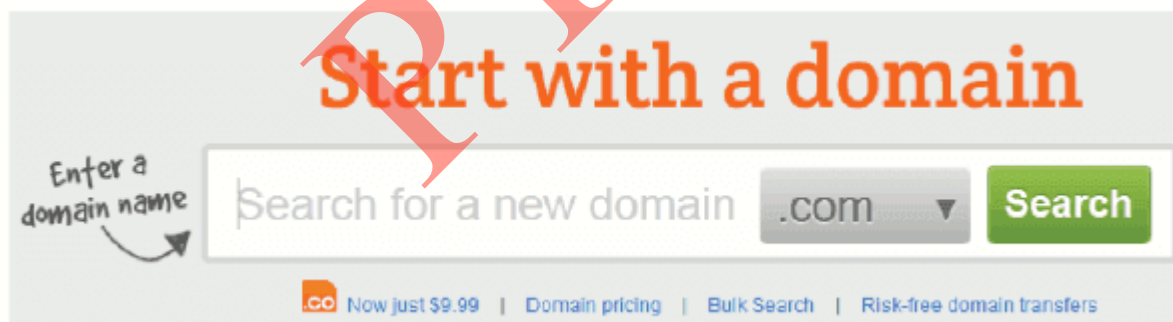 Start with a domain
Enter a
domain name
Search for a new domain .com Search
.co Now just $9.99 | Domain pricing | Bulk Search | Risk-free domain transfers